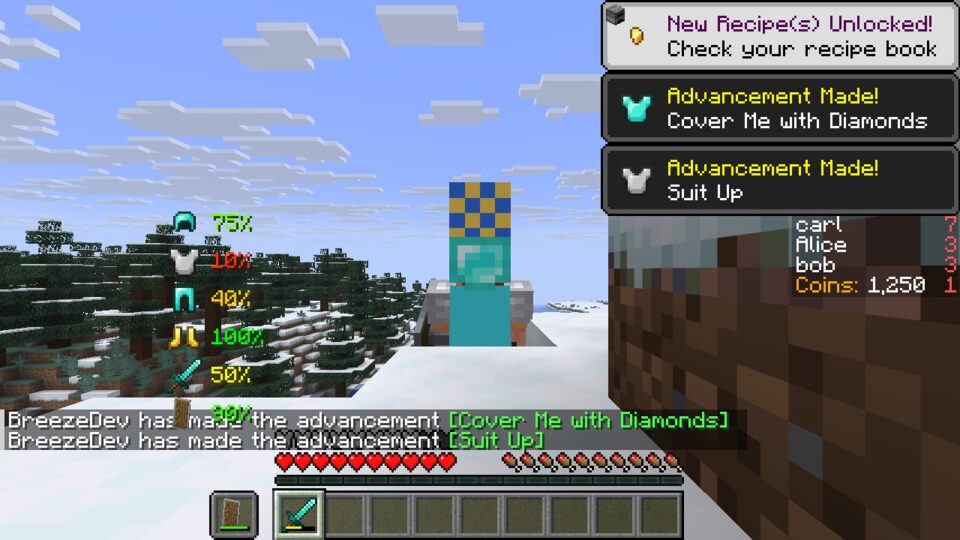 New Recipe(s) Unlocked!
Check your recipe book
Advancement Made!
Cover Me with Diamonds
Advancement Made!
Suit Up
carl 7
Alice 3
bob 3
Coins: 1,250 1
75%
10%
40%
100%
50%
90%
BreezeDev has made the advancement [Cover Me with Diamonds]
BreezeDev has made the advancement [Suit Up]